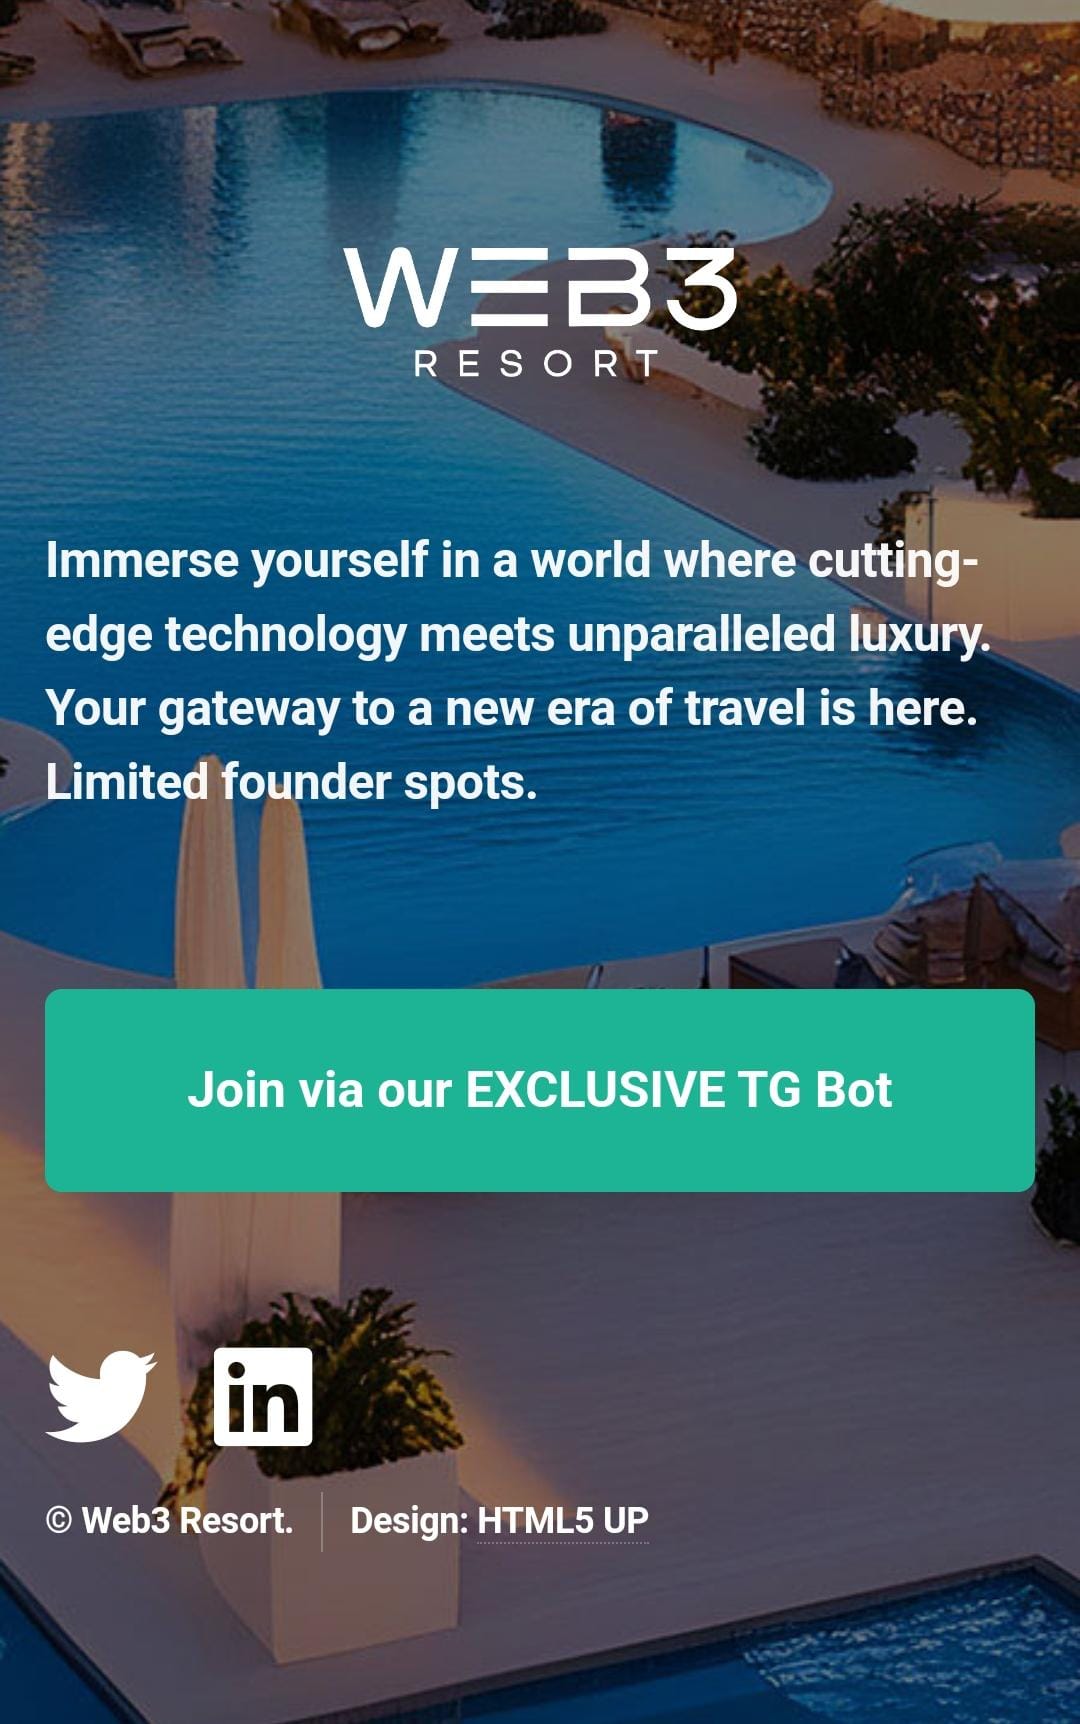 WEB3
RESORT
Immerse yourself in a world where cutting-
edge technology meets unparalleled luxury.
Your gateway to a new era of travel is here.
Limited founder spots.
Join via our EXCLUSIVE TG Bot
in
© Web3 Resort.
Design: HTML5 UP